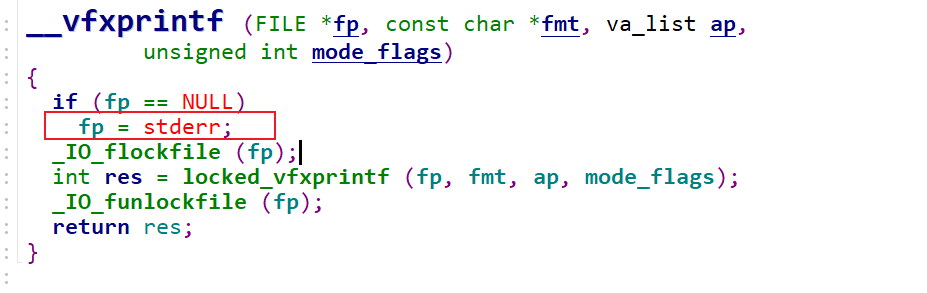 __vfxprintf (FILE *fp, const char *fmt, va_list ap,
unsigned int mode_flags)
{
if (fp == NULL)
fp = stderr;
_IO_flockfile (fp);
int res = locked_vfxprintf (fp, fmt, ap, mode_flags);
_IO_funlockfile (fp);
return res;
}